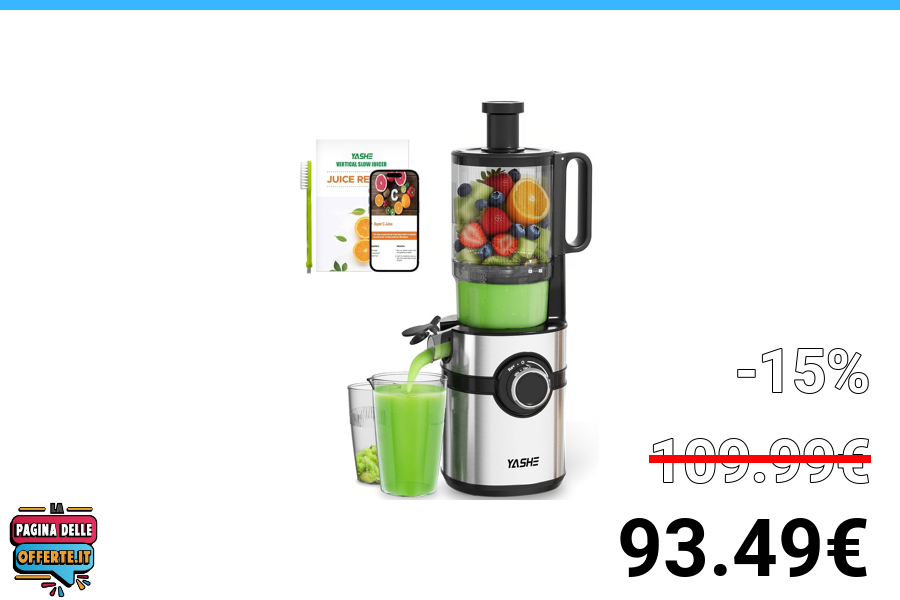 YASHE
VERTICAL SLOW JUICER
JUICE RE
C
-15%
109.99€
YASHE
93.49€
LA
PAGINA DELLE
OFFERTE.IT